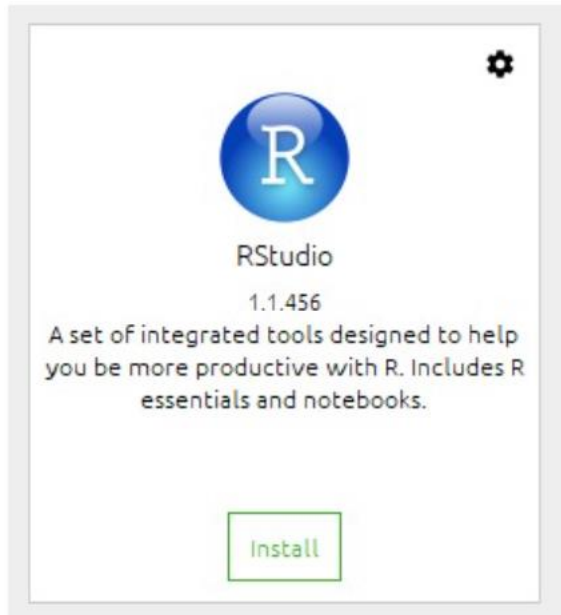 R
RStudio
1.1.456
A set of integrated tools designed to help
you be more productive with R. Includes R
essentials and notebooks.
Install